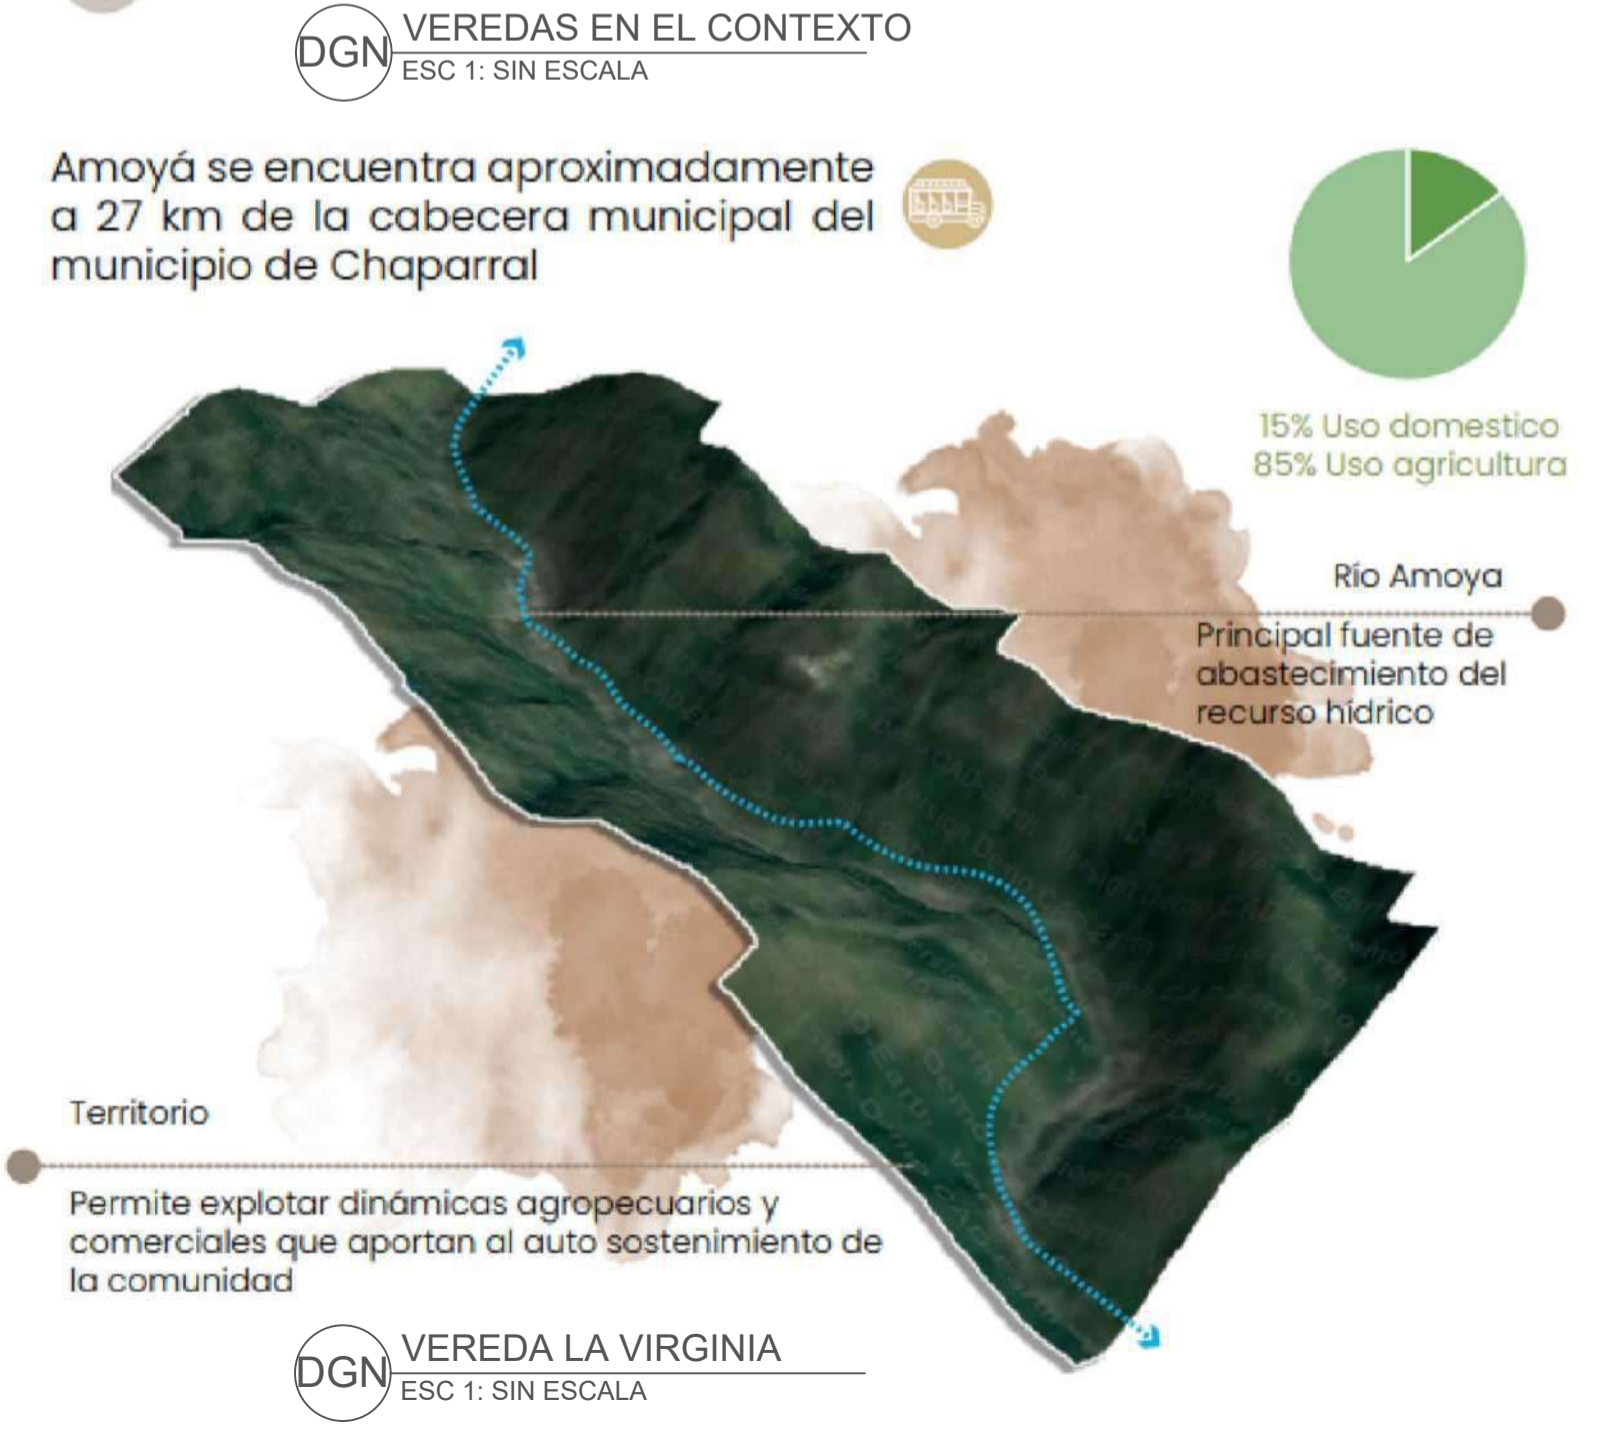 DGN
VEREDAS EN EL CONTEXTO
ESC 1: SIN ESCALA
Amoyá se encuentra aproximadamente
a 27 km de la cabecera municipal del
municipio de Chaparral
15% Uso domestico
85% Uso agricultura
Río Amoya
Principal fuente de
abastecimiento del
recurso hídrico
Territorio
Permite explotar dinámicas agropecuarios y
comerciales que aportan al auto sostenimiento de
la comunidad
DGN
VEREDA LA VIRGINIA
ESC 1: SIN ESCALA